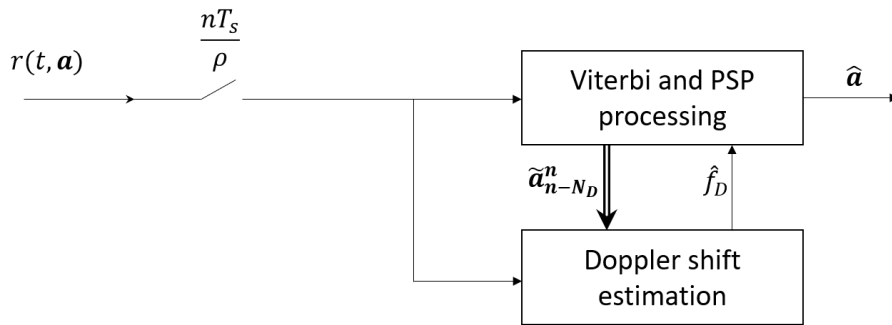 nT_s
ρ
r(t, a)
Viterbi and PSP
processing
â
ã^n_{n-N_D}
f̂_D
Doppler shift
estimation